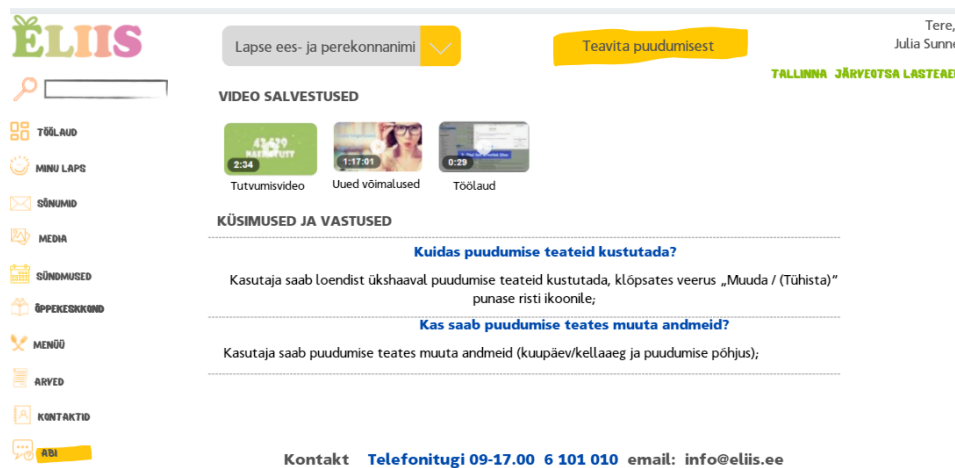 ELIIS
Lapse ees- ja perekonnanimi
Teavita puudumisest
Tere,
Julia Sunne
TALLINNA JÄRVEOTSA LASTEAED
VIDEO SALVESTUSED
TÖÖLAUD
MINU LAPS
SÕNUMID
MEDIA
SÜNDMUSED
ÕPPEKESKKOND
MENÜÜ
ARVED
KONTAKTID
ABI
43,679
2:34
1:17:01
0:29
Tutvumisvideo
Uued võimalused
Töölaud
KÜSIMUSED JA VASTUSED
Kuidas puudumise teateid kustutada?
Kasutaja saab loendist ükshaaval puudumise teateid kustutada, klõpsates veerus „Muuda / (Tühista)“
punase risti ikoonile;
Kas saab puudumise teates muuta andmeid?
Kasutaja saab puudumise teates muuta andmeid (kuupäev/kellaaeg ja puudumise põhjus);
Kontakt Telefonitugi 09-17.00 6 101 010 email: info@eliis.ee